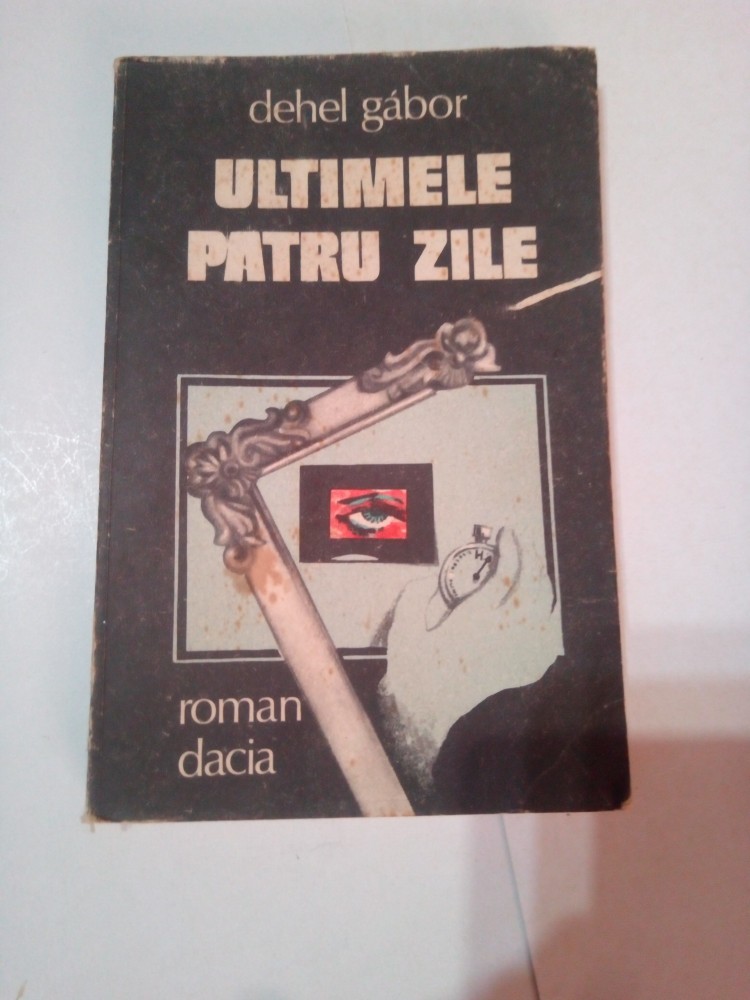 dehel gábor
ULTIMELE
PATRU ZILE
roman
dacia